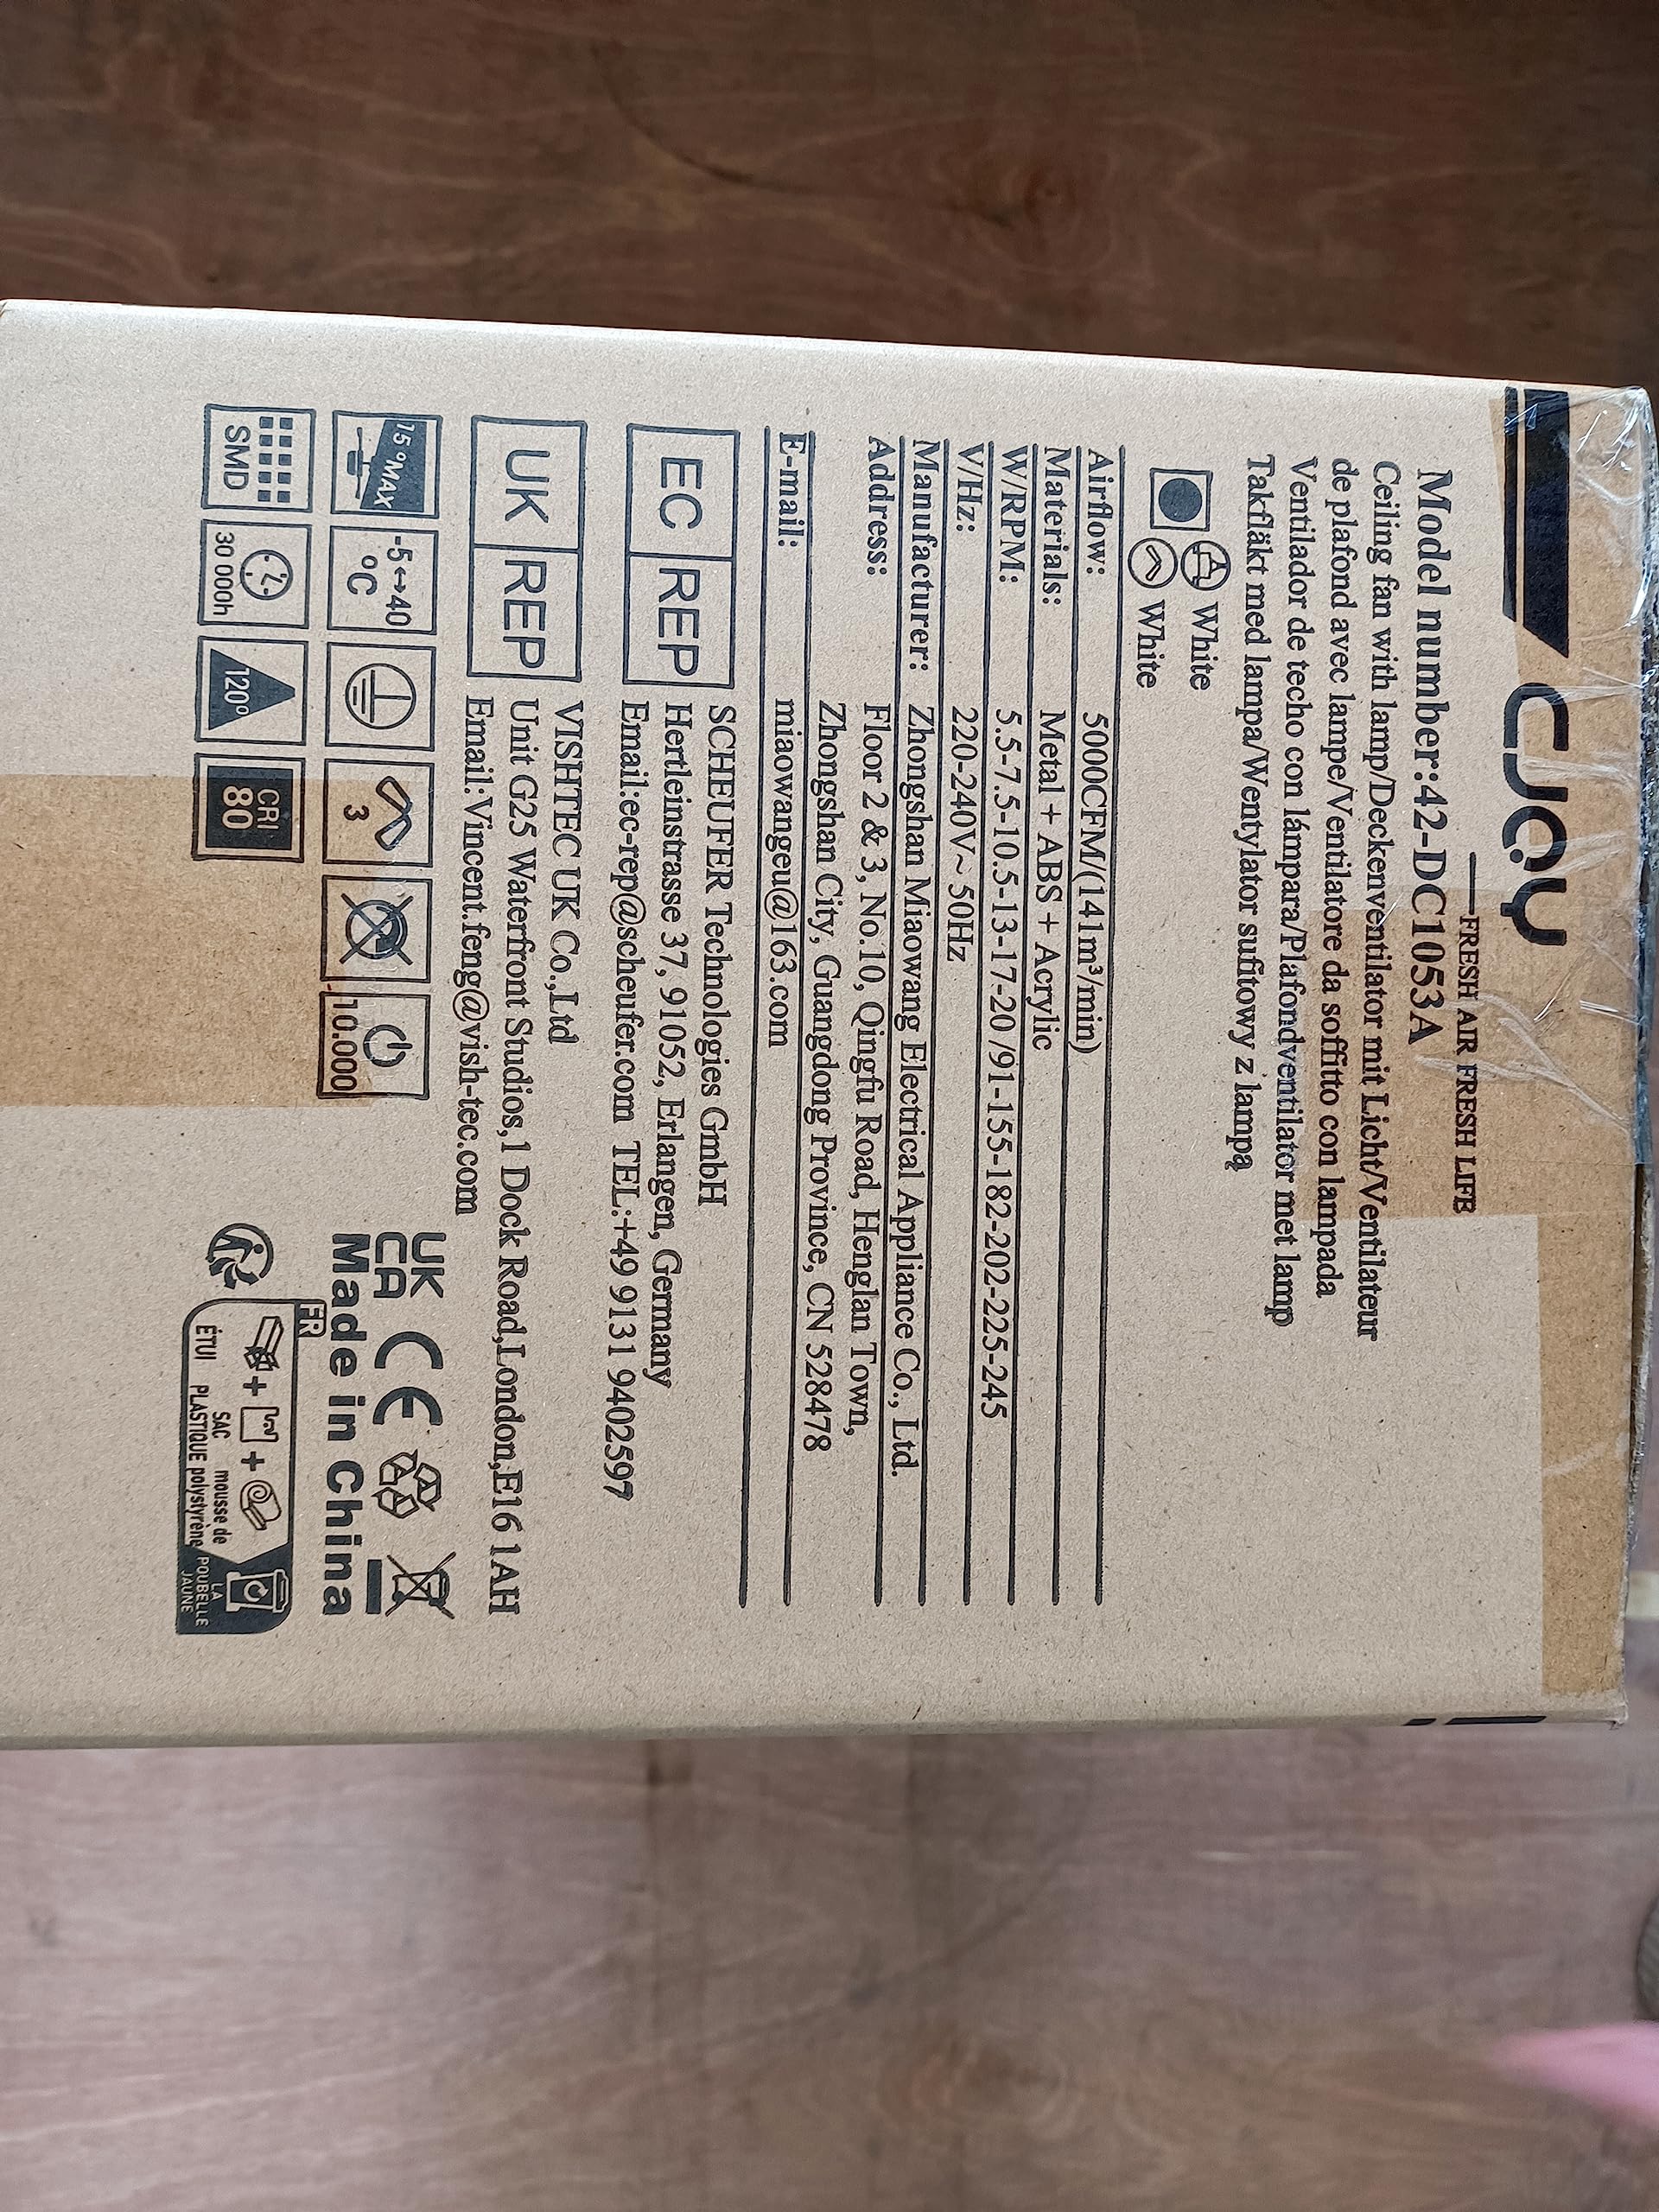 CJOY
FRESH AIR FRESH LIFE
Model number:42-DC1053A
Ceiling fan with lamp/Deckenventilator mit Licht/Ventilateur
de plafond avec lampe/Ventilatore da soffitto con lampada
Ventilador de techo con lámpara/Plafondventilator met lamp
Takfläkt med lampa/Wentylator sufitowy z lampą
White
White
Airflow: 5000CFM/(141m³/min)
Materials: Metal + ABS + Acrylic
W/RPM: 5.5-7.5-10.5-13-17-20 /91-155-182-202-225-245
V/Hz: 220-240V~ 50Hz
Manufacturer: Zhongshan Miaowang Electrical Appliance Co., Ltd.
Address: Floor 2 & 3, No.10, Qingfu Road, Henglan Town,
Zhongshan City, Guangdong Province, CN 528478
E-mail: miaowangeu@163.com
EC REP
SCHEUFER Technologies GmbH
Hertleinstrasse 37, 91052, Erlangen, Germany
Email:ec-rep@scheufer.com TEL:+49 9131 9402597
UK REP
VISHTEC UK Co.,Ltd
Unit G25 Waterfront Studios,1 Dock Road,London,E16 1AH
Email:Vincent.feng@vish-tec.com
15°MAX
-5↔40
°C
3
10.000
SMD
30 000h
120°
CRI
80
UK
CA
CE
Made in China
FR
ÉTUI
+
SAC
PLASTIQUE
+
mousse de
polystyrène
LA
POUBELLE
JAUNE